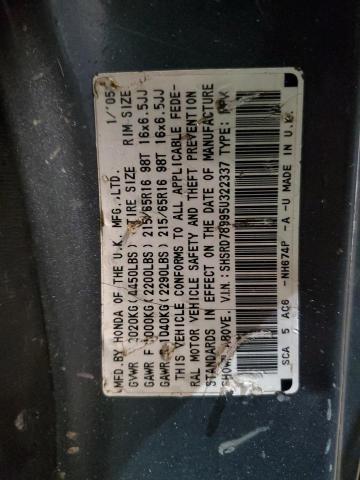 MFD.BY HONDA OF THE U.K. MFG.,LTD. 1/'05
GVWR 2020KG(4450LBS) TIRE SIZE RIM SIZE
GAWR F 1000KG(2200LBS) 215/65R16 98T 16x6.5JJ
GAWR 1040KG(2290LBS) 215/65R16 98T 16x6.5JJ
THIS VEHICLE CONFORMS TO ALL APPLICABLE FEDE-
RAL MOTOR VEHICLE SAFETY AND THEFT PREVENTION
STANDARDS IN EFFECT ON THE DATE OF MANUFACTURE
SHOWN ABOVE. V.I.N.: TYPE:
SCA 5 AC6 -NH674P -A -U MADE IN U.K.